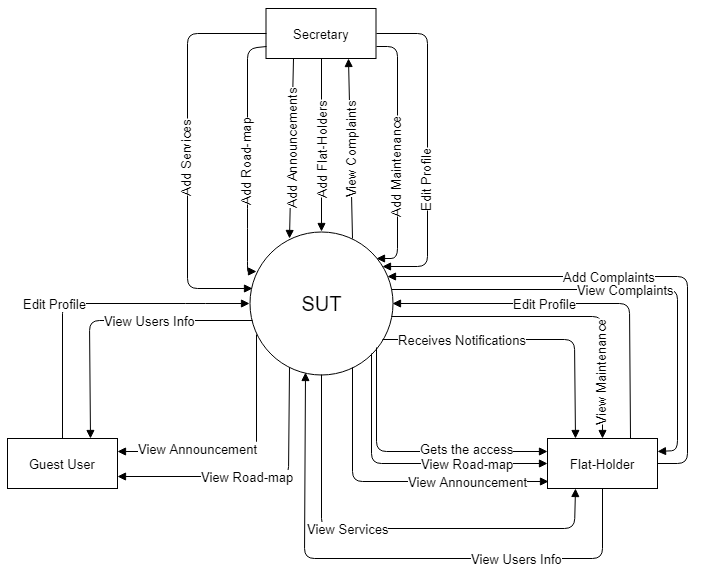 Secretary
Add Services
Add Road-map
Add Announcements
Add Flat-Holders
View Complaints
Add Maintenance
Edit Profile
SUT
Add Complaints
View Complaints
Edit Profile
Edit Profile
View Users Info
Receives Notifications
View Maintenance
View Announcement
Gets the access
Guest User
Flat-Holder
View Road-map
View Road-map
View Announcement
View Services
View Users Info